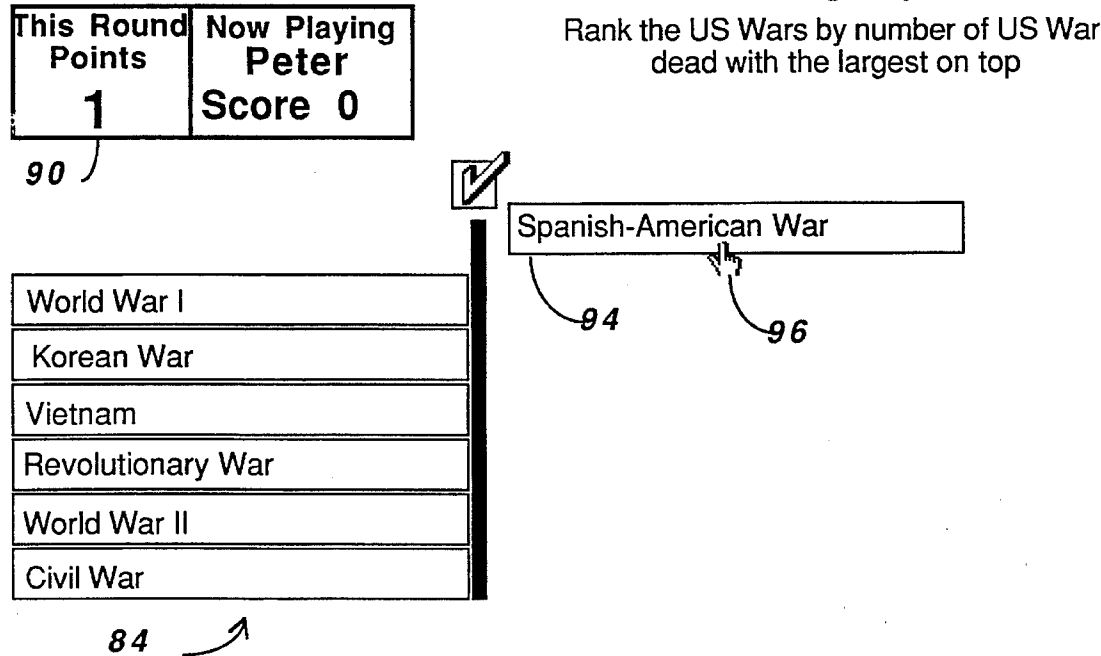 This Round
Points
1
Now Playing
Peter
Score 0
Rank the US Wars by number of US War
dead with the largest on top
90
Spanish-American War
94
96
World War I
Korean War
Vietnam
Revolutionary War
World War II
Civil War
84